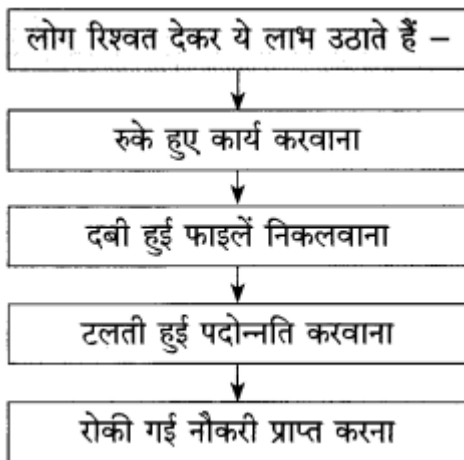 लोग रिश्वत देकर ये लाभ उठाते हैं –
रुके हुए कार्य करवाना
दबी हुई फाइलें निकलवाना
टलती हुई पदोन्नति करवाना
रोकी गई नौकरी प्राप्त करना